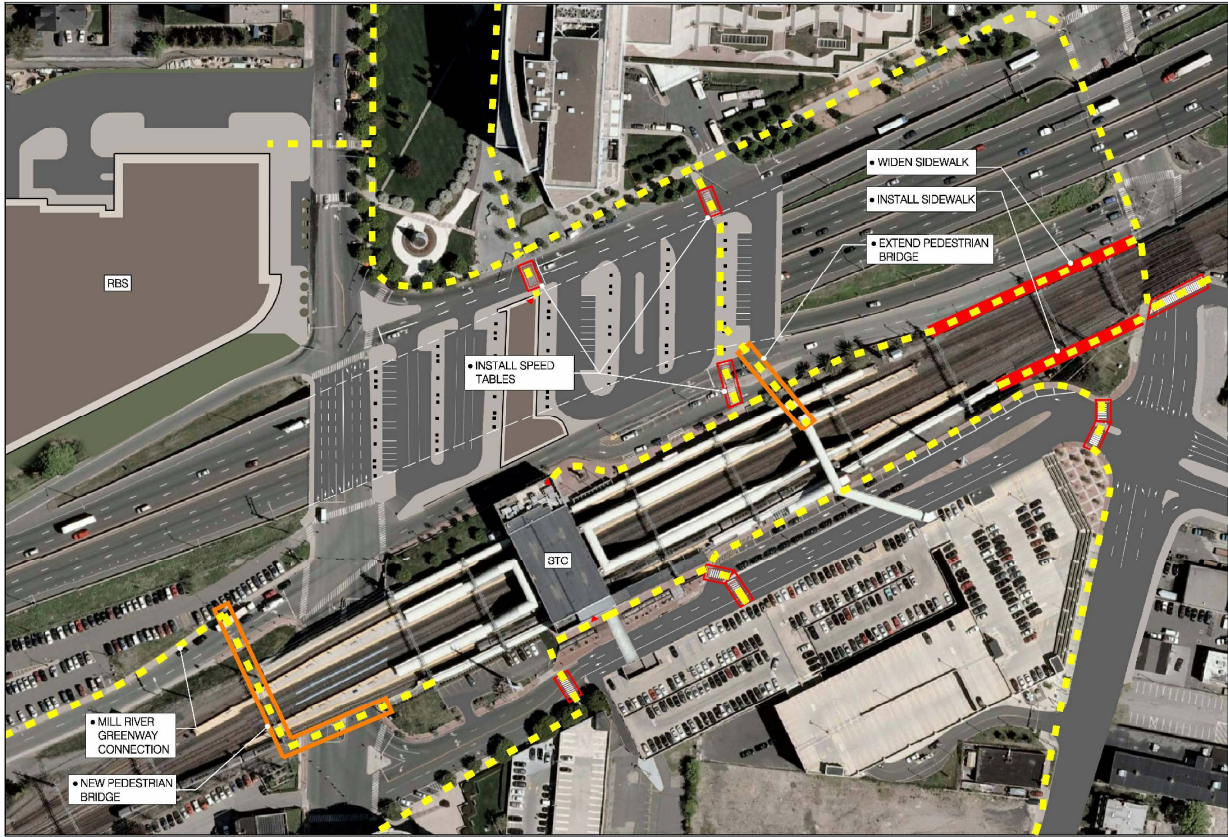 • WIDEN SIDEWALK
• INSTALL SIDEWALK
• EXTEND PEDESTRIAN
BRIDGE
RBS
• INSTALL SPEED
TABLES
STC
• MILL RIVER
GREENWAY
CONNECTION
• NEW PEDESTRIAN
BRIDGE